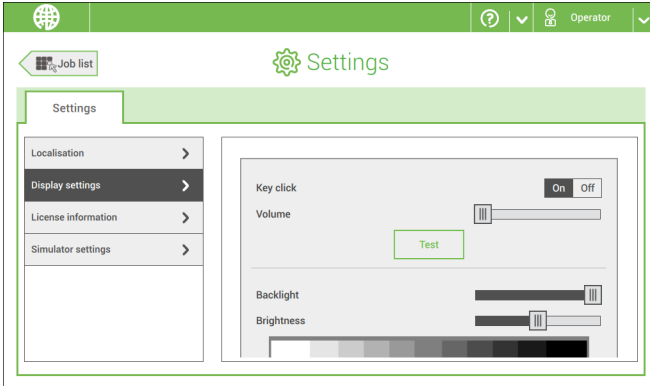 Operator
Job list
Settings
Settings
Localisation
Display settings
License information
Simulator settings
Key click
On Off
Volume
Test
Backlight
Brightness